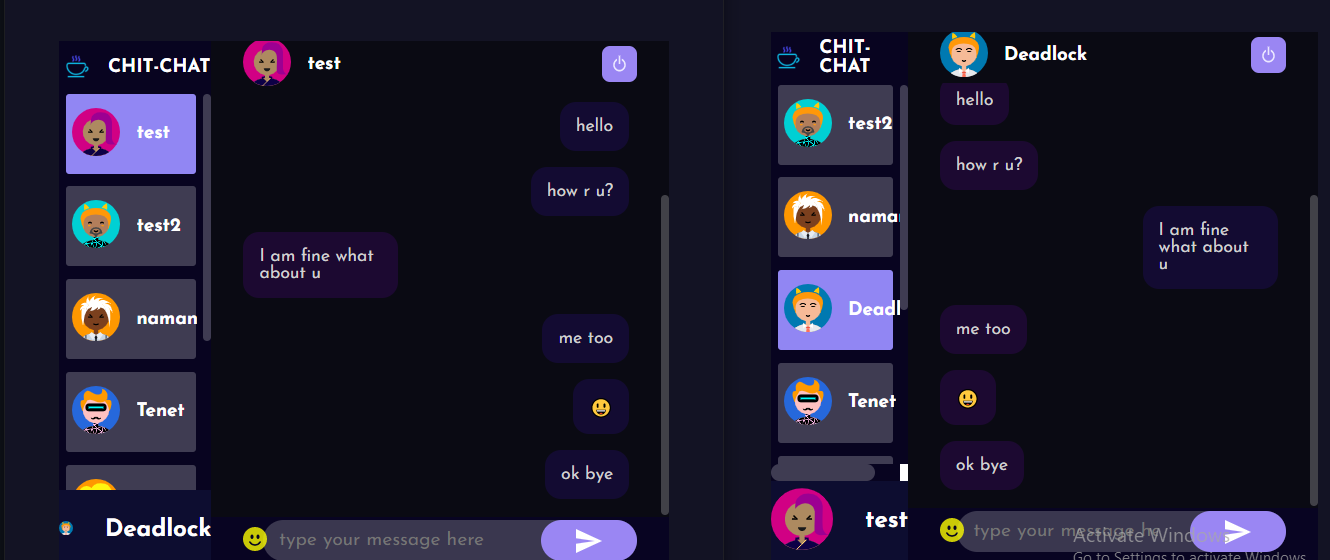 CHIT-CHAT
test
test
test2
naman
Tenet
Deadlock
hello
how r u?
I am fine what
about u
me too
ok bye
type your message here
CHIT-
CHAT
Deadlock
test2
nama
Deadl
Tenet
test
hello
how r u?
I am fine
what about
u
me too
ok bye
type your message he
Activate Windows
Go to Settings to activate Windows